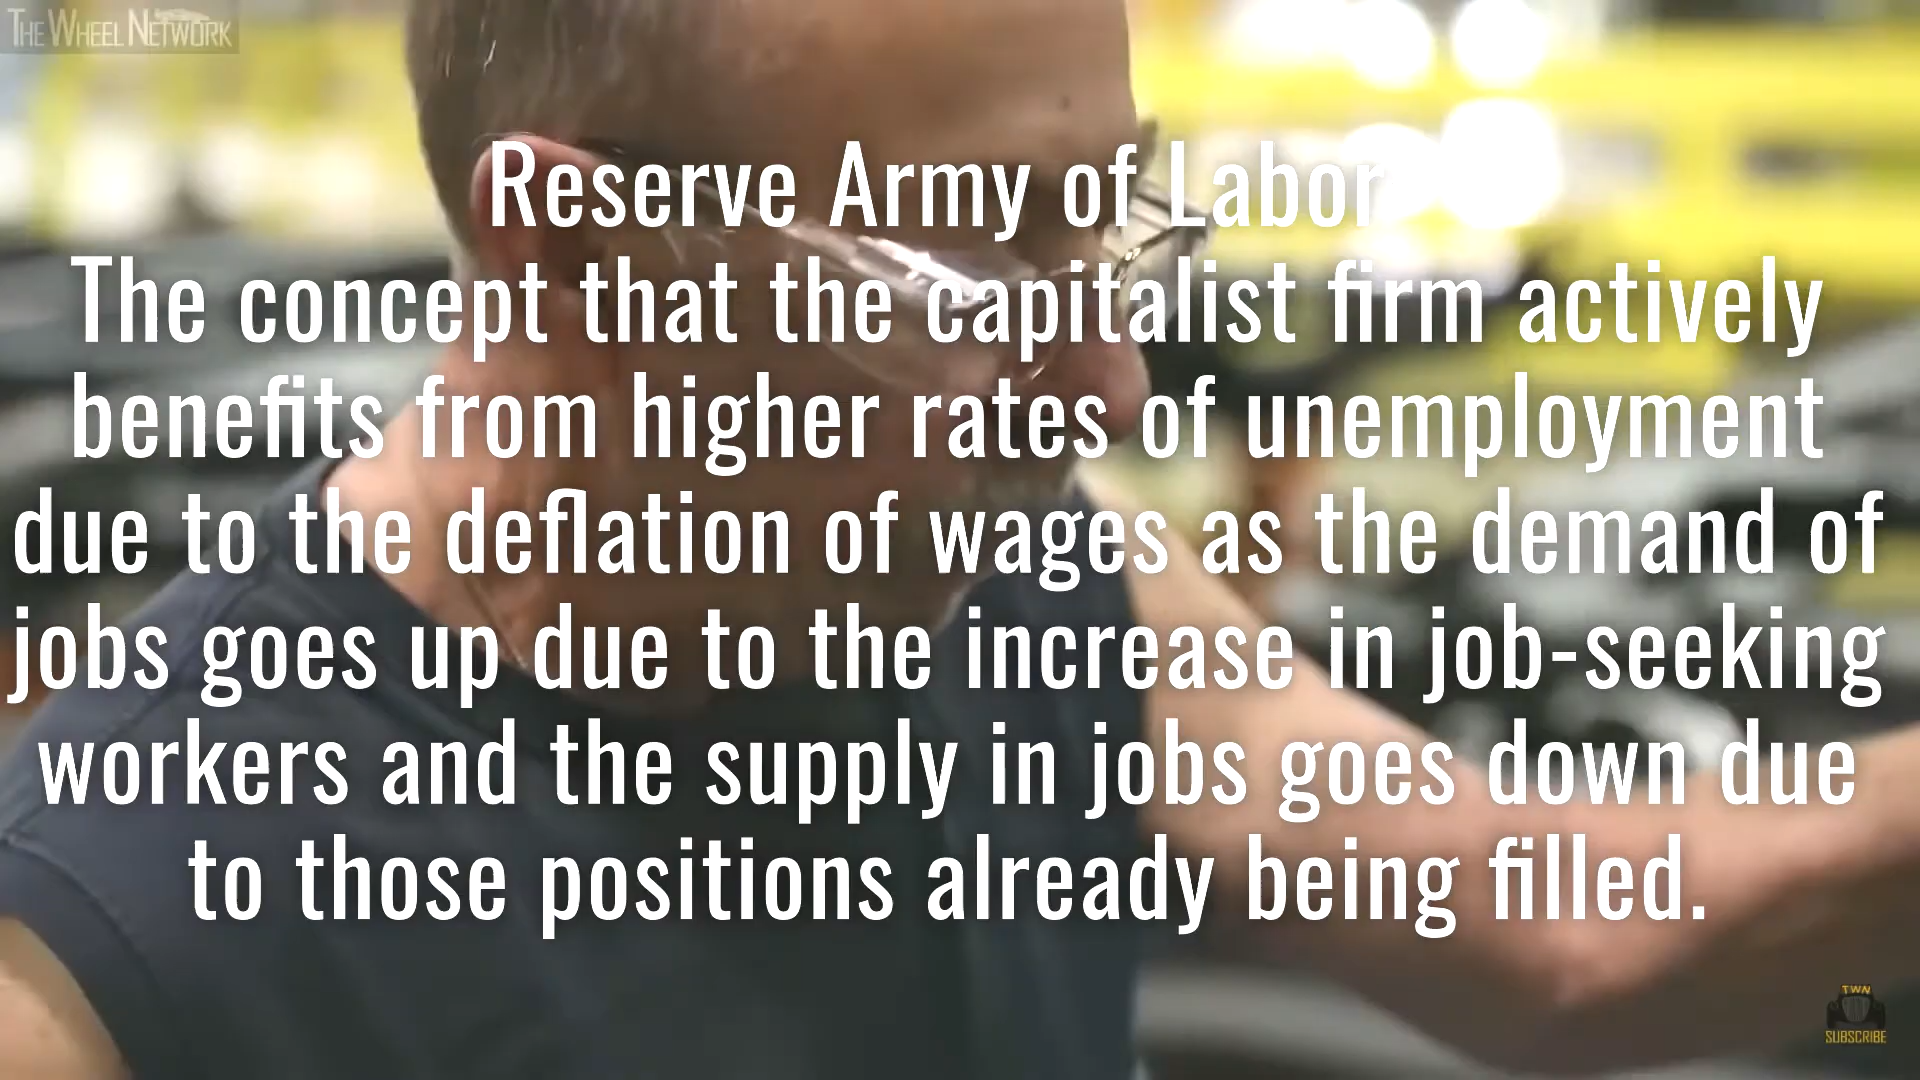 THE WHEEL NETWORK
Reserve Army of Labor
The concept that the capitalist firm actively
benefits from higher rates of unemployment
due to the deflation of wages as the demand of
jobs goes up due to the increase in job-seeking
workers and the supply in jobs goes down due
to those positions already being filled.
TWN
SUBSCRIBE